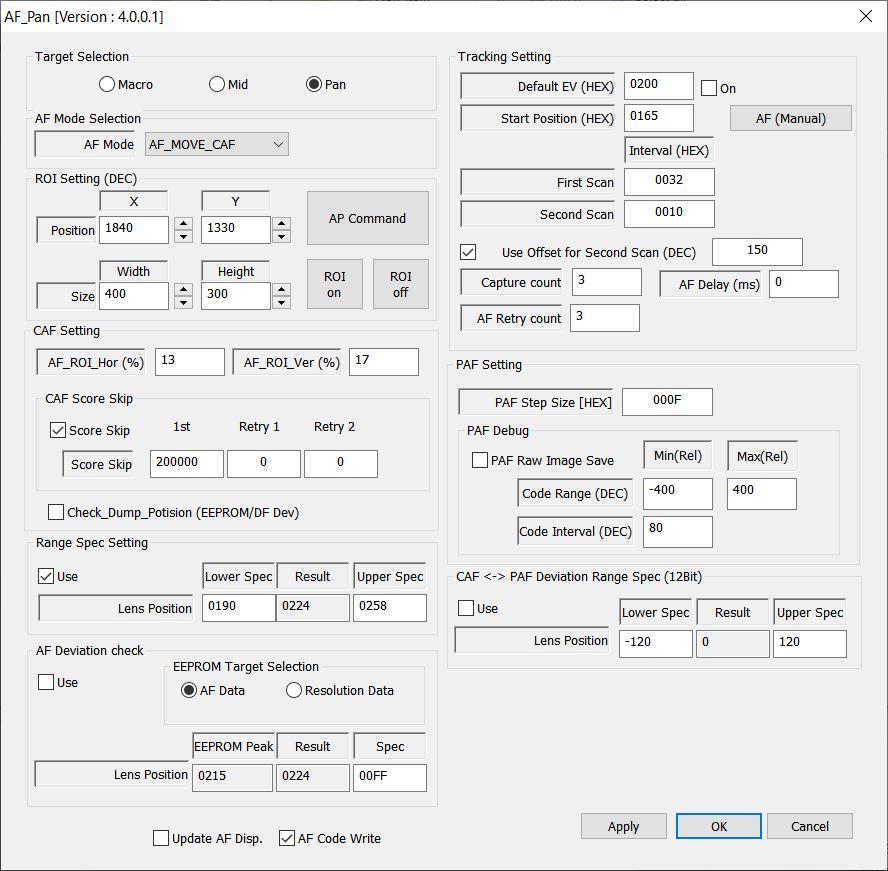 AF_Pan [Version : 4.0.0.1]
Target Selection
Macro
Mid
Pan
AF Mode Selection
AF Mode
AF_MOVE_CAF
ROI Setting (DEC)
X
Y
Position
1840
1330
AP Command
Width
Height
Size
400
300
ROI
on
ROI
off
CAF Setting
AF_ROI_Hor (%)
13
AF_ROI_Ver (%)
17
CAF Score Skip
Score Skip
1st
Retry 1
Retry 2
Score Skip
200000
0
0
Check_Dump_Potision (EEPROM/DF Dev)
Range Spec Setting
Use
Lower Spec
Result
Upper Spec
Lens Position
0190
0224
0258
AF Deviation check
Use
EEPROM Target Selection
AF Data
Resolution Data
EEPROM Peak
Result
Spec
Lens Position
0215
0224
00FF
Update AF Disp.
AF Code Write
Tracking Setting
Default EV (HEX)
0200
On
Start Position (HEX)
0165
AF (Manual)
Interval (HEX)
First Scan
0032
Second Scan
0010
Use Offset for Second Scan (DEC)
150
Capture count
3
AF Delay (ms)
0
AF Retry count
3
PAF Setting
PAF Step Size [HEX]
000F
PAF Debug
PAF Raw Image Save
Min(Rel)
Max(Rel)
Code Range (DEC)
-400
400
Code Interval (DEC)
80
CAF <-> PAF Deviation Range Spec (12Bit)
Use
Lower Spec
Result
Upper Spec
Lens Position
-120
0
120
Apply
OK
Cancel